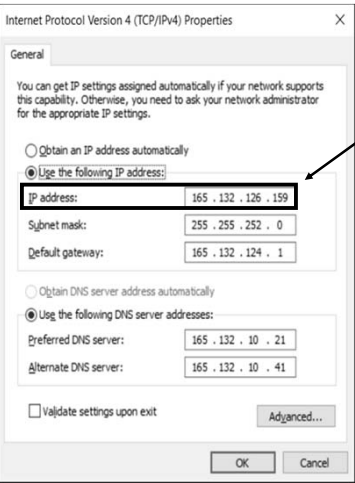 Internet Protocol Version 4 (TCP/IPv4) Properties
General
You can get IP settings assigned automatically if your network supports
this capability. Otherwise, you need to ask your network administrator
for the appropriate IP settings.
Obtain an IP address automatically
Use the following IP address:
IP address: 165 . 132 . 126 . 159
Subnet mask: 255 . 255 . 252 . 0
Default gateway: 165 . 132 . 124 . 1
Obtain DNS server address automatically
Use the following DNS server addresses:
Preferred DNS server: 165 . 132 . 10 . 21
Alternate DNS server: 165 . 132 . 10 . 41
Validate settings upon exit
Advanced...
OK Cancel